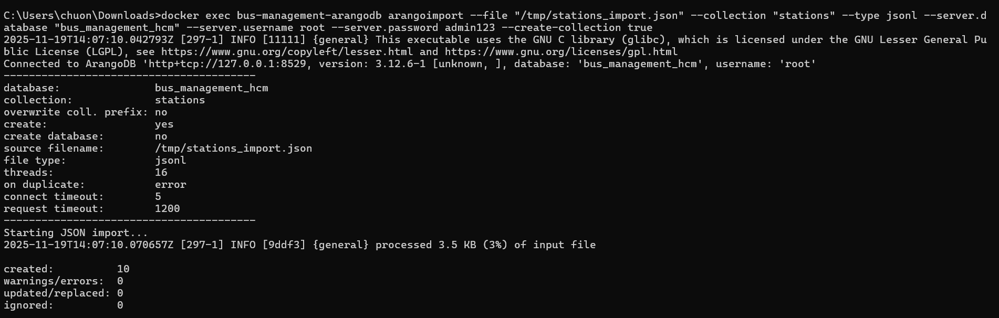 C:\Users\chuon\Downloads>docker exec bus-management-arangodb arangoimport --file "/tmp/stations_import.json" --collection "stations" --type jsonl --server.d
atabase "bus_management_hcm" --server.username root --server.password admin123 --create-collection true
2025-11-19T14:07:10.042793Z [297-1] INFO [11111] {general} This executable uses the GNU C library (glibc), which is licensed under the GNU Lesser General Pu
blic License (LGPL), see https://www.gnu.org/copyleft/lesser.html and https://www.gnu.org/licenses/gpl.html
Connected to ArangoDB 'http+tcp://127.0.0.1:8529, version: 3.12.6-1 [unknown, ], database: 'bus_management_hcm', username: 'root'
----------------------------------------
database:               bus_management_hcm
collection:             stations
overwrite coll. prefix: no
create:                 yes
create database:        no
source filename:        /tmp/stations_import.json
file type:              jsonl
threads:                16
on duplicate:           error
connect timeout:        5
request timeout:        1200
----------------------------------------
Starting JSON import...
2025-11-19T14:07:10.070657Z [297-1] INFO [9ddf3] {general} processed 3.5 KB (3%) of input file
created:          10
warnings/errors:  0
updated/replaced: 0
ignored:          0